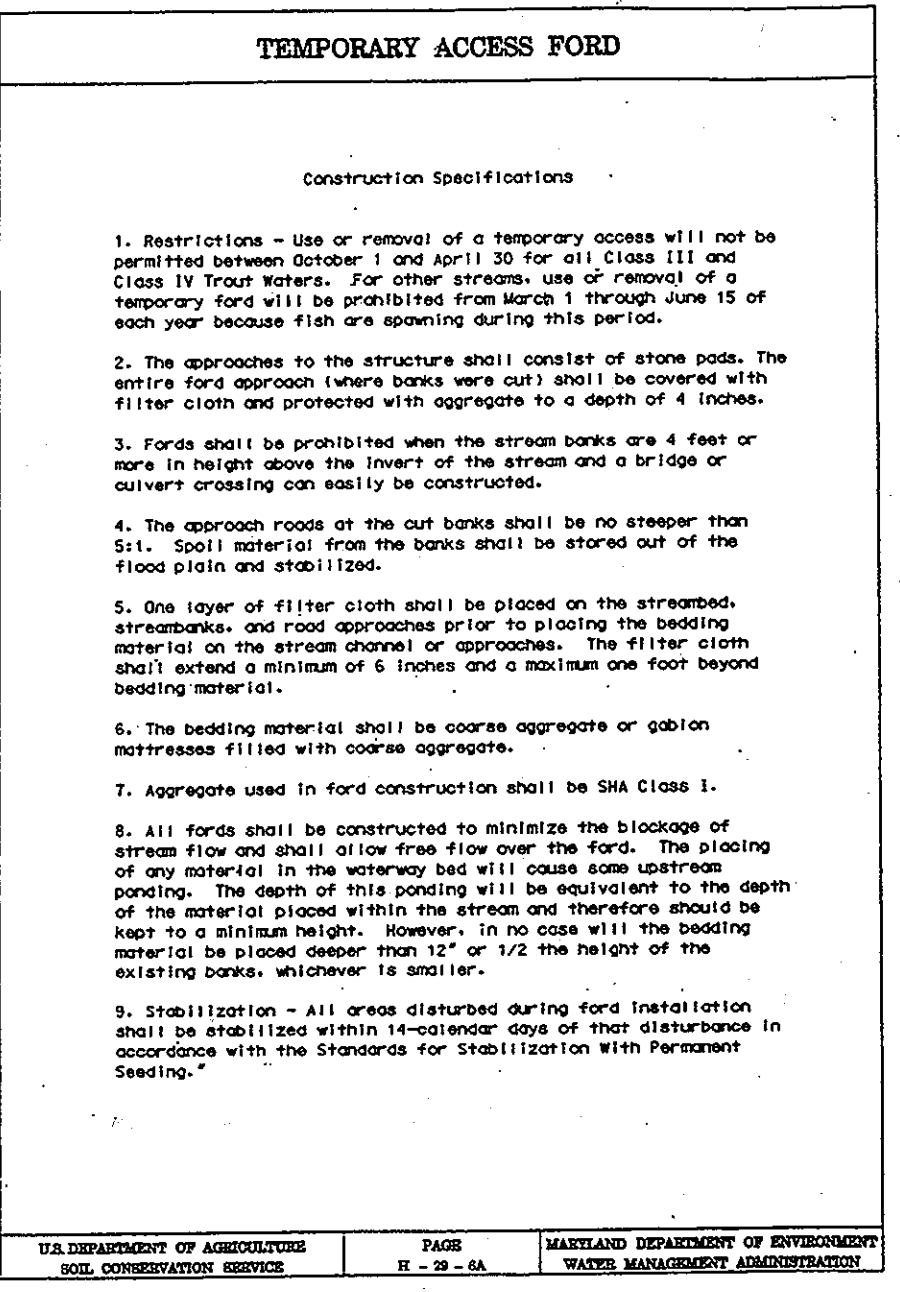 TEMPORARY ACCESS FORD
Construction Specifications
1. Restrictions - Use or removal of a temporary access will not be
permitted between October 1 and April 30 for all Class III and
Class IV Trout Waters. For other streams, use or removal of a
temporary ford will be prohibited from March 1 through June 15 of
each year because fish are spawning during this period.
2. The approaches to the structure shall consist of stone pads. The
entire ford approach (where banks were cut) shall be covered with
filter cloth and protected with aggregate to a depth of 4 inches.
3. Fords shall be prohibited when the stream banks are 4 feet or
more in height above the invert of the stream and a bridge or
culvert crossing can easily be constructed.
4. The approach roads at the cut banks shall be no steeper than
5:1. Spoil material from the banks shall be stored out of the
flood plain and stabilized.
5. One layer of filter cloth shall be placed on the streambed,
streambanks, and road approaches prior to placing the bedding
material on the stream channel or approaches. The filter cloth
shall extend a minimum of 6 inches and a maximum one foot beyond
bedding material.
6. The bedding material shall be coarse aggregate or gabion
mattresses filled with coarse aggregate.
7. Aggregate used in ford construction shall be SHA Class I.
8. All fords shall be constructed to minimize the blockage of
stream flow and shall allow free flow over the ford. The placing
of any material in the waterway bed will cause some upstream
ponding. The depth of this ponding will be equivalent to the depth
of the material placed within the stream and therefore should be
kept to a minimum height. However, in no case will the bedding
material be placed deeper than 12" or 1/2 the height of the
existing banks, whichever is smaller.
9. Stabilization - All areas disturbed during ford installation
shall be stabilized within 14-calendar days of that disturbance in
accordance with the Standards for Stabilization With Permanent
Seeding."
U.S. DEPARTMENT OF AGRICULTURE
SOIL CONSERVATION SERVICE
PAGE
H - 29 - 6A
MARYLAND DEPARTMENT OF ENVIRONMENT
WATER MANAGEMENT ADMINISTRATION